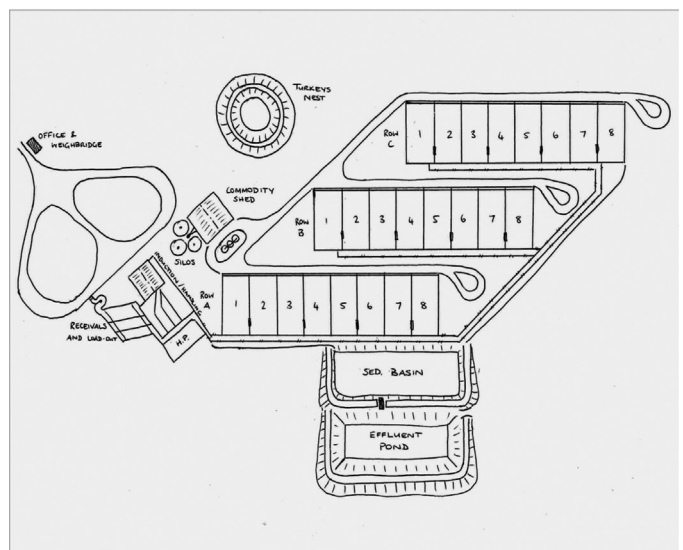 TURKEYS
NEST
OFFICE &
WEIGHBRIDGE
ROW
C
1 2 3 4 5 6 7 8
COMMODITY
SHED
ROW
B
1 2 3 4 5 6 7 8
SILOS
INDUCTION/HANDLING
ROW
A
1 2 3 4 5 6 7 8
RECEIVALS
AND LOAD-OUT
H.P.
SED. BASIN
EFFLUENT
POND